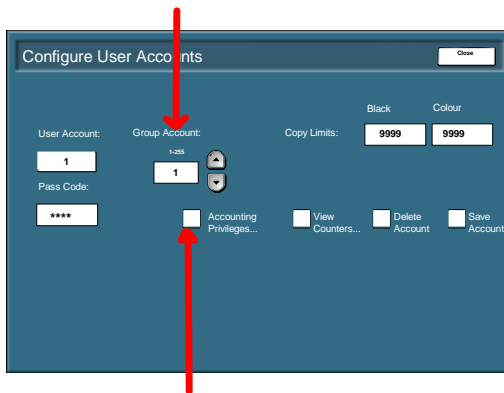 Configure User Accounts
Close
Black
Colour
User Account:
Group Account:
Copy Limits:
9999
9999
1-255
1
1
Pass Code:
****
Accounting
Privileges...
View
Counters...
Delete
Account
Save
Account